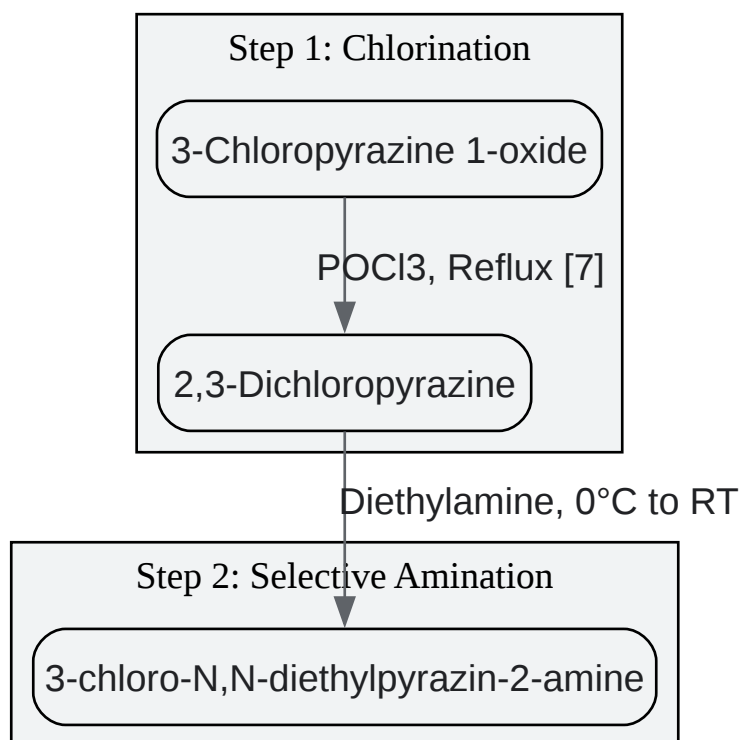 Step 1: Chlorination
3-Chloropyrazine 1-oxide
POCl3, Reflux [7]
2,3-Dichloropyrazine
Diethylamine, 0°C to RT
Step 2: Selective Amination
3-chloro-N,N-diethylpyrazin-2-amine